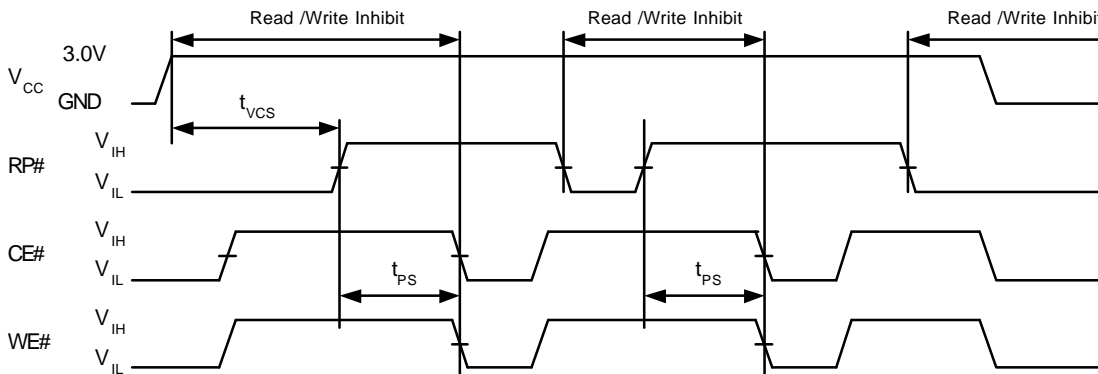 Read /Write Inhibit Read /Write Inhibit Read /Write Inhibit
3.0V
VCC
GND
tVCS
VIH
RP#
VIL
VIH
CE#
VIL
tPS tPS
VIH
WE#
VIL